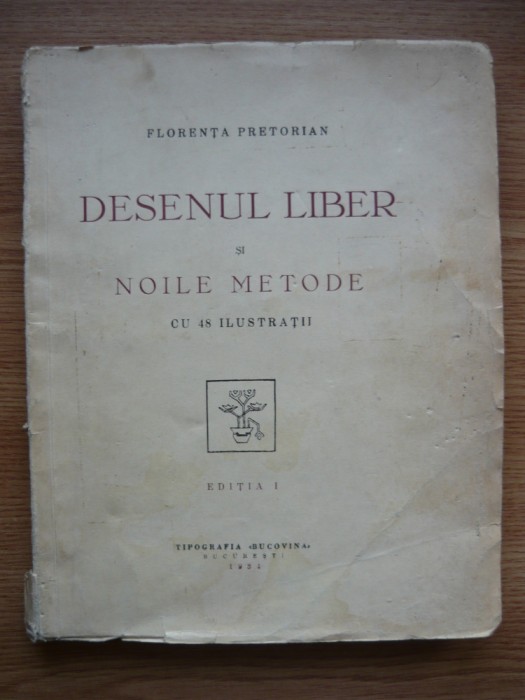 FLORENȚA PRETORIAN
DESENUL LIBER
ȘI
NOILE METODE
CU 48 ILUSTRAȚII
EDIȚIA I
TIPOGRAFIA «BUCOVINA»
BUCUREȘTI